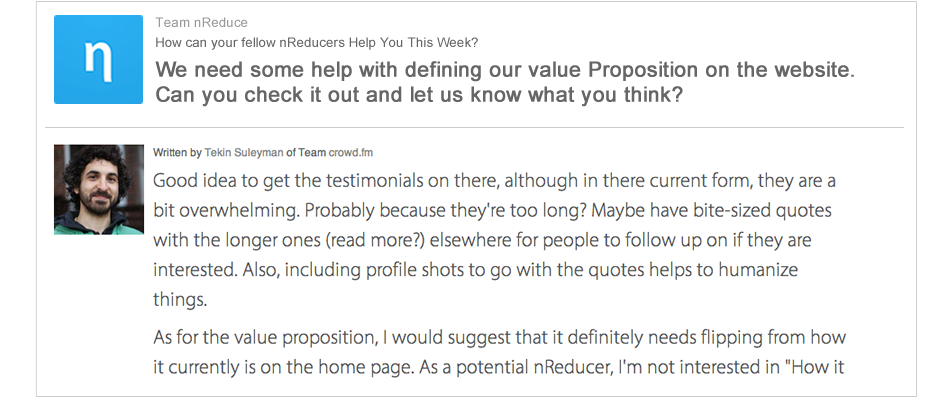 η
Team nReduce
How can your fellow nReducers Help You This Week?
We need some help with defining our value Proposition on the website.
Can you check it out and let us know what you think?
Written by Tekin Suleyman of Team crowd.fm
Good idea to get the testimonials on there, although in there current form, they are a
bit overwhelming. Probably because they're too long? Maybe have bite-sized quotes
with the longer ones (read more?) elsewhere for people to follow up on if they are
interested. Also, including profile shots to go with the quotes helps to humanize
things.
As for the value proposition, I would suggest that it definitely needs flipping from how
it currently is on the home page. As a potential nReducer, I'm not interested in "How it